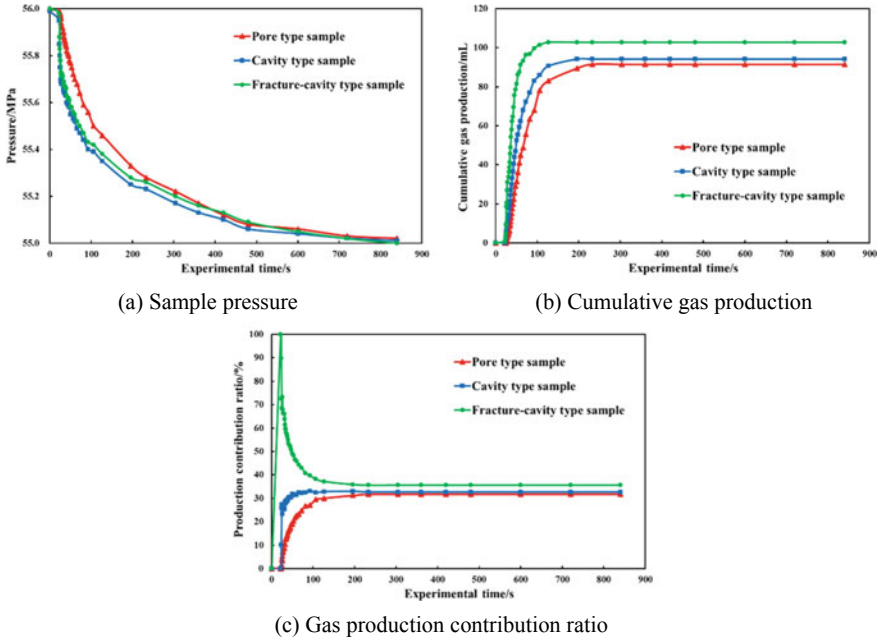 56.0
55.8
55.6
55.4
55.2
55.0
Pressure/MPa
Pore type sample
Cavity type sample
Fracture-cavity type sample
0 100 200 300 400 500 600 700 800 900
Experimental time/s
(a) Sample pressure
120
100
80
60
40
20
0
Cumulative gas production/mL
Pore type sample
Cavity type sample
Fracture-cavity type sample
0 100 200 300 400 500 600 700 800 900
Experimental time/s
(b) Cumulative gas production
100
90
80
70
60
50
40
30
20
10
0
Production contribution ratio/%
Pore type sample
Cavity type sample
Fracture-cavity type sample
0 100 200 300 400 500 600 700 800 900
Experimental time/s
(c) Gas production contribution ratio